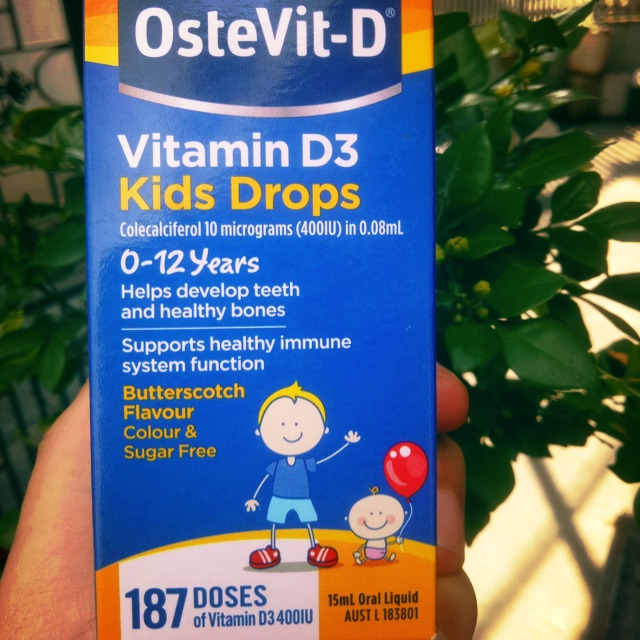 OsteVit-D®
Vitamin D3
Kids Drops
Colecalciferol 10 micrograms (400IU) in 0.08mL
0-12 Years
Helps develop teeth
and healthy bones
Supports healthy immune
system function
Butterscotch
Flavour
Colour &
Sugar Free
187 DOSES
of Vitamin D3 400IU
15mL Oral Liquid
AUST L 183801